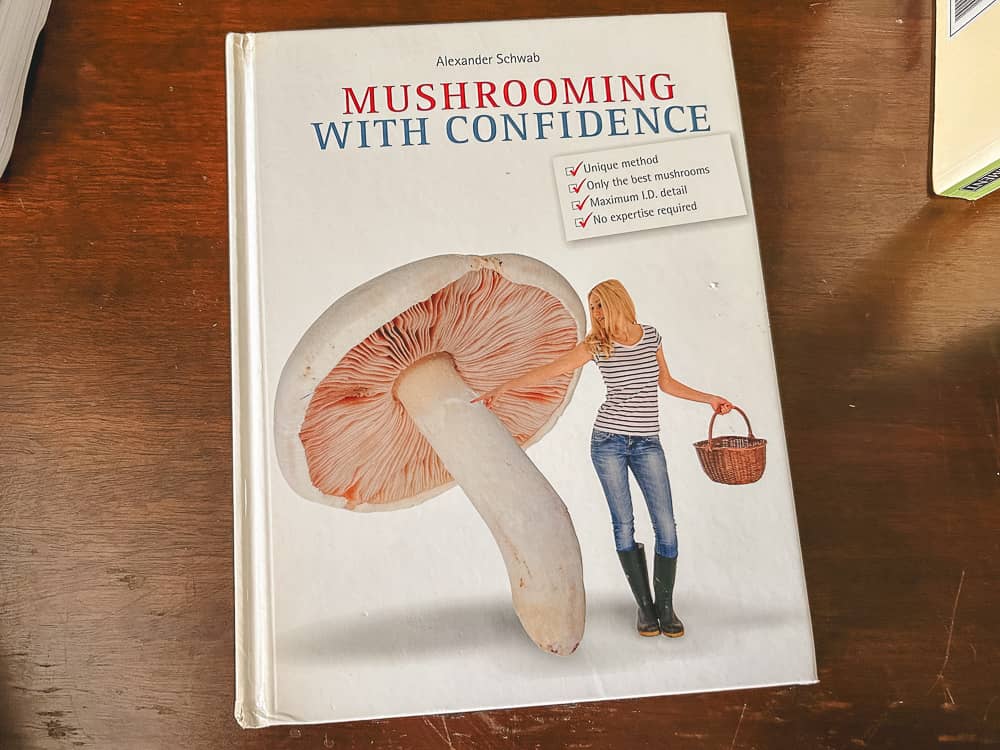 Alexander Schwab
MUSHROOMING
WITH CONFIDENCE
Unique method
Only the best mushrooms
Maximum I.D. detail
No expertise required